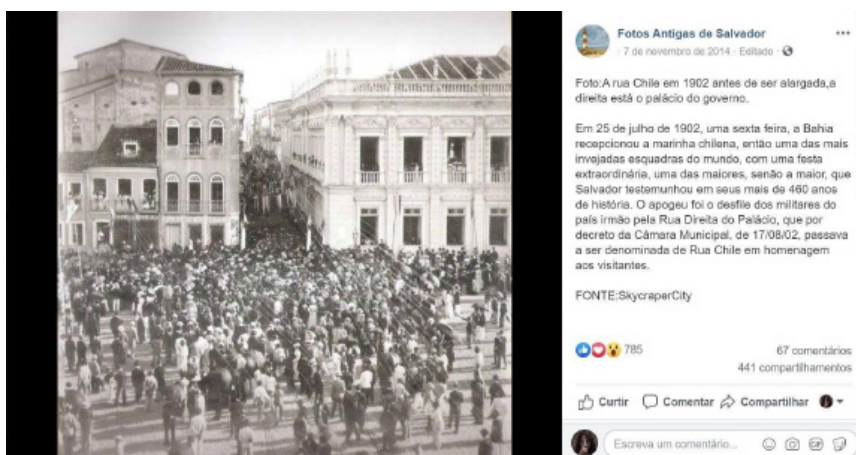 Fotos Antigas de Salvador
7 de novembro de 2014 · Editado ·
Foto:A rua Chile em 1902 antes de ser alargada,a
direita está o palácio do governo.
Em 25 de julho de 1902, uma sexta feira, a Bahia
recepcionou a marinha chilena, então uma das mais
invejadas esquadras do mundo, com uma festa
extraordinária, uma das maiores, senão a maior, que
Salvador testemunhou em seus mais de 460 anos
de história. O apogeu foi o desfile dos militares do
país irmão pela Rua Direita do Palácio, que por
decreto da Câmara Municipal, de 17/08/02, passava
a ser denominada de Rua Chile em homenagem
aos visitantes.
FONTE:SkycraperCity
785
67 comentários
441 compartilhamentos
Curtir Comentar Compartilhar
Escreva um comentário...
GIF